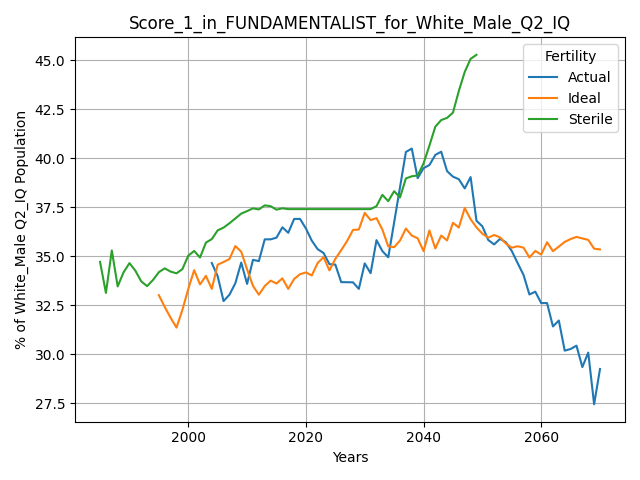 Score_1_in_FUNDAMENTALIST_for_White_Male_Q2_IQ
% of White_Male Q2_IQ Population
45.0
42.5
40.0
37.5
35.0
32.5
30.0
27.5
Fertility
Actual
Ideal
Sterile
2000
2020
2040
2060
Years